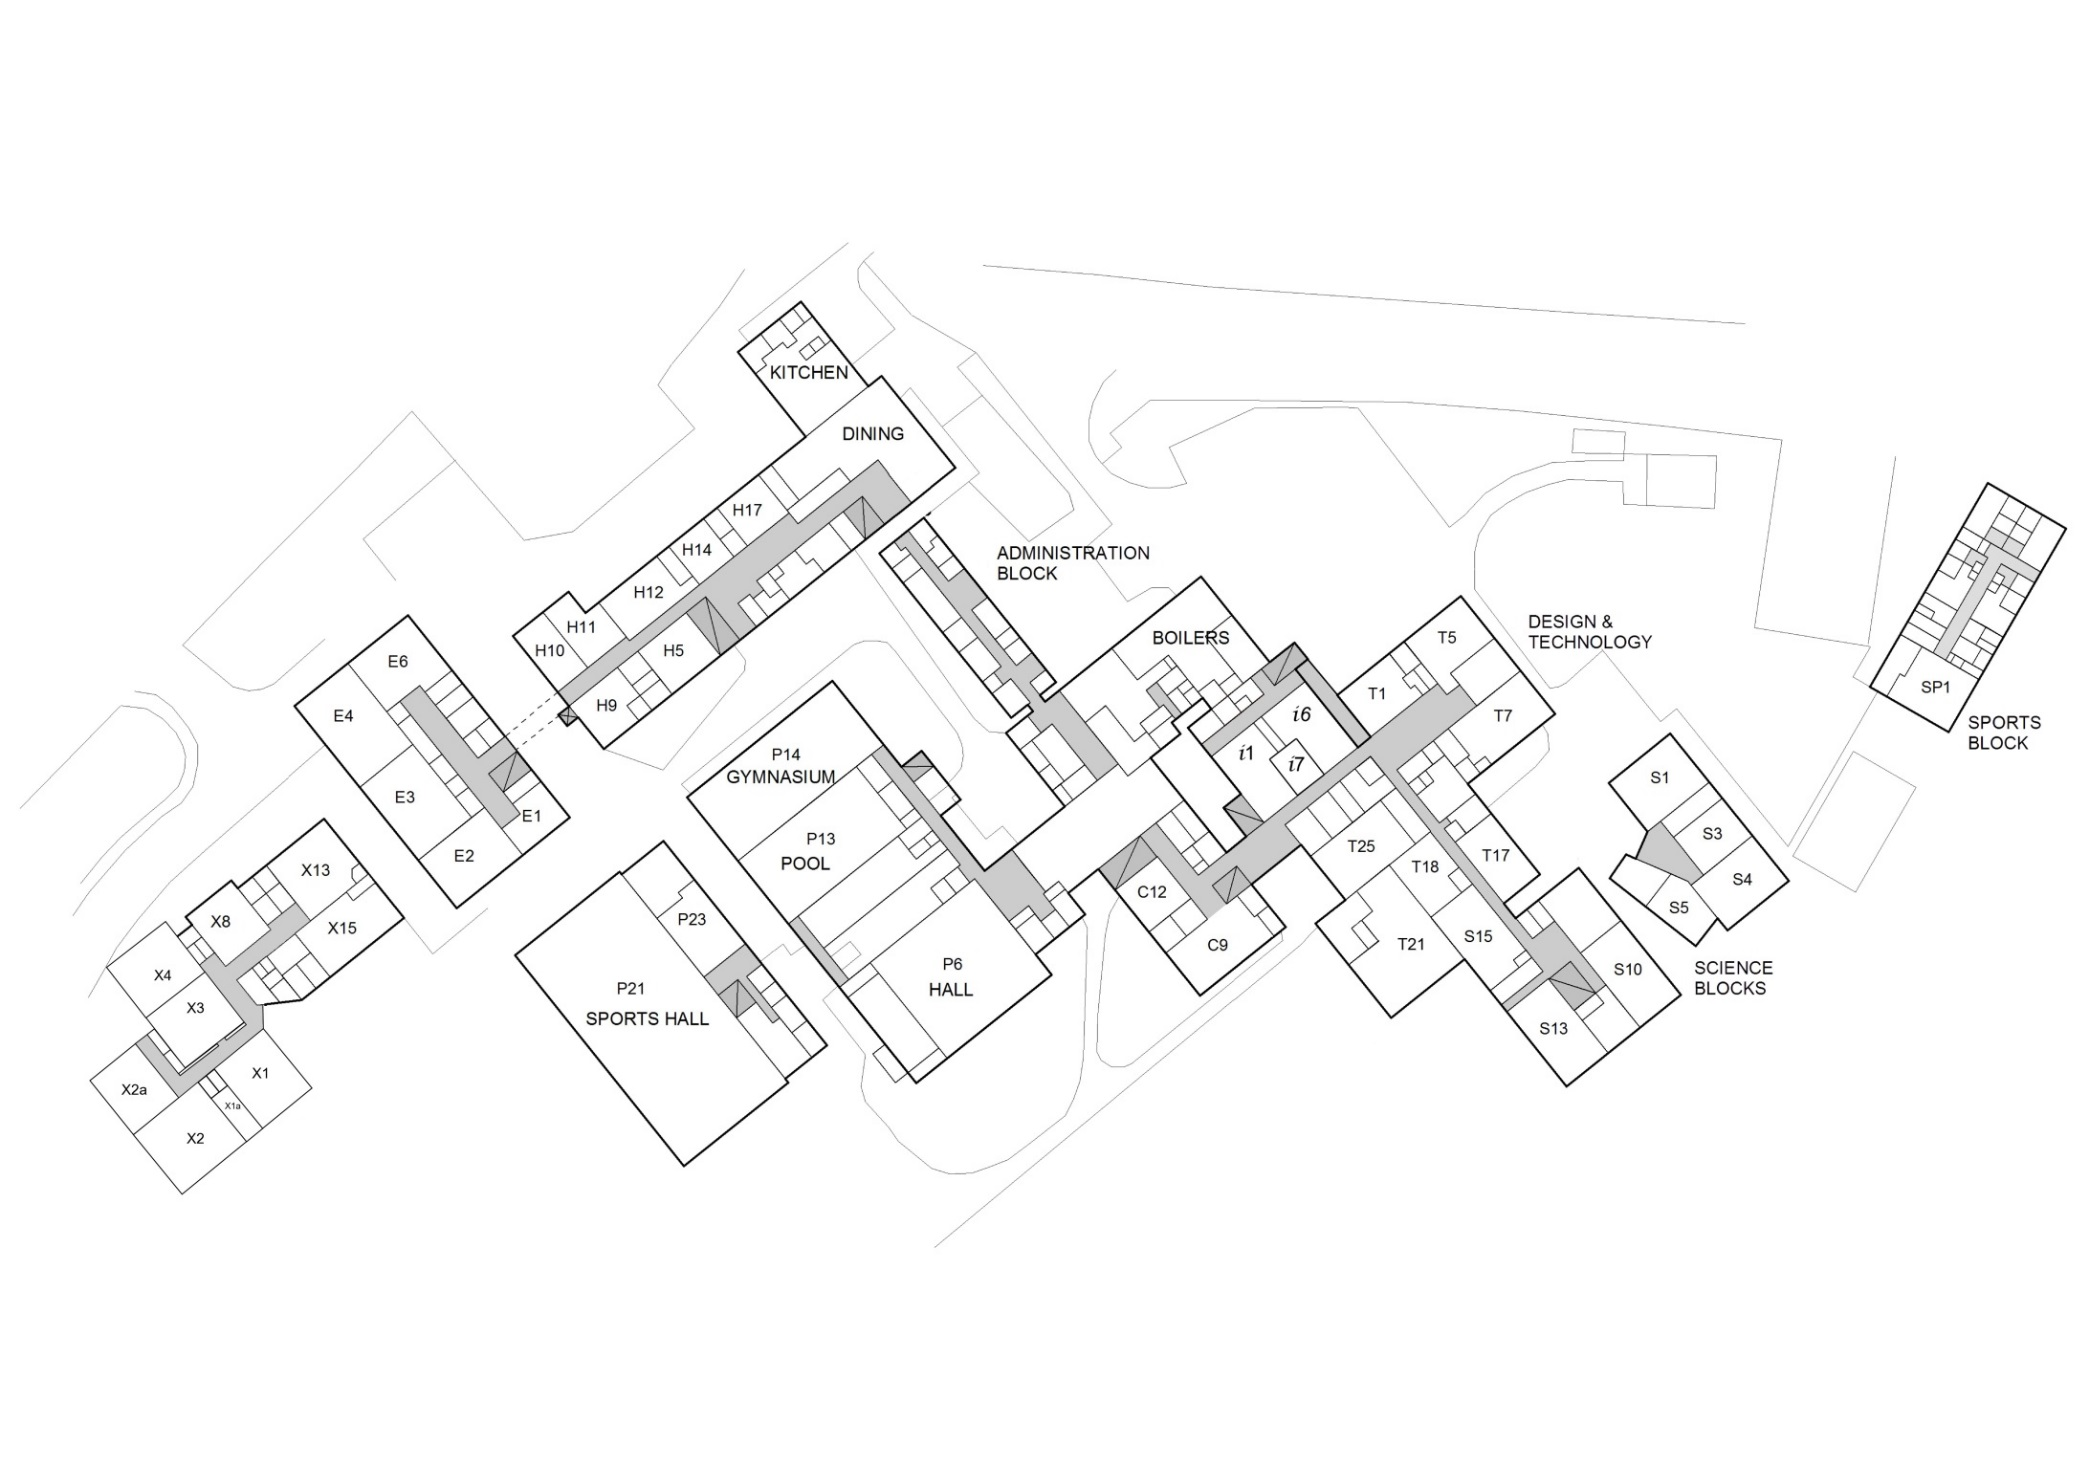 KITCHEN
DINING
H17
H14
H12
H11
H10
H5
H9
ADMINISTRATION
BLOCK
E6
E4
E3
E1
E2
X13
X8
X15
X4
X3
X2a
X1
X1a
X2
P14
GYMNASIUM
P13
POOL
P23
P21
SPORTS HALL
P6
HALL
BOILERS
i6
i1
i7
C12
C9
T5
T1
T7
DESIGN &
TECHNOLOGY
T25
T18
T17
T21
S15
S10
S13
S1
S3
S4
S5
SCIENCE
BLOCKS
SP1
SPORTS
BLOCK